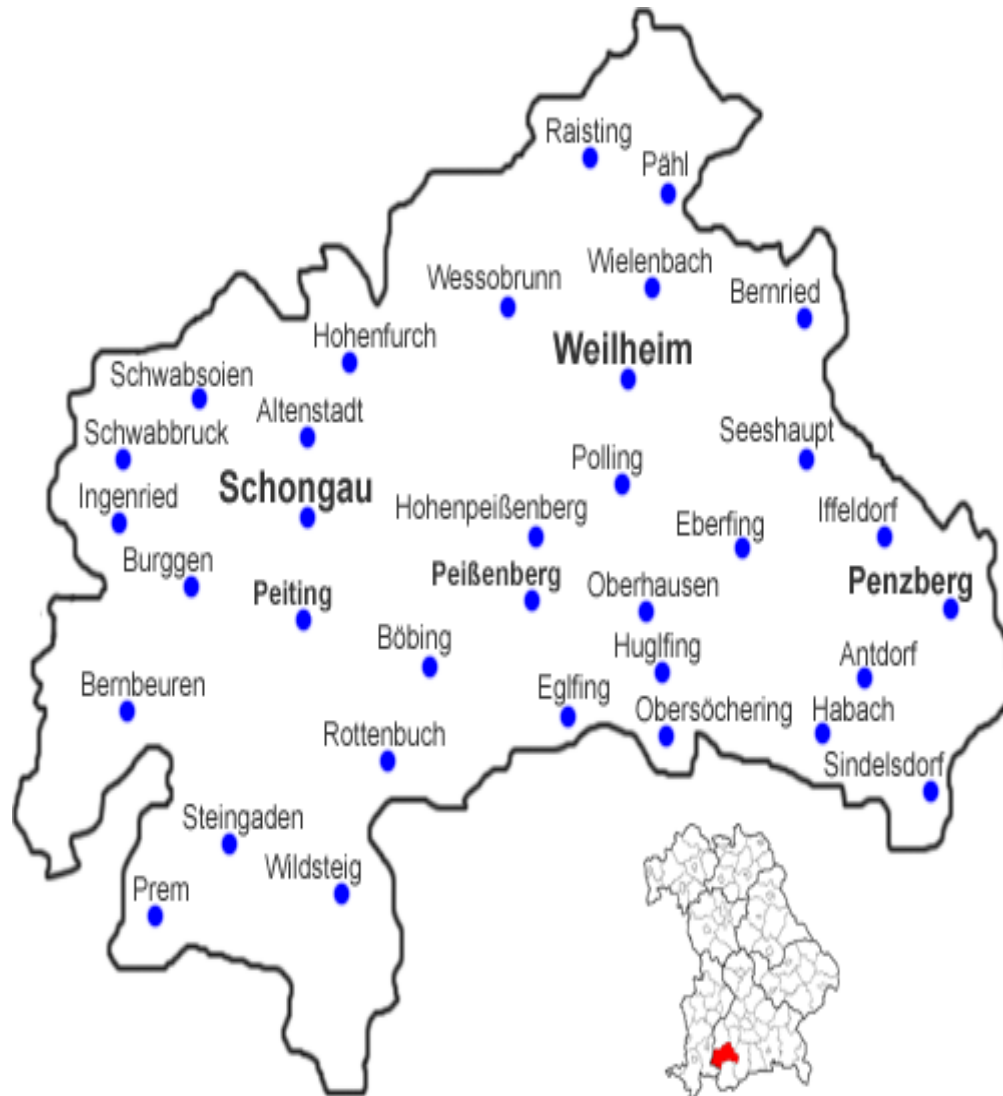 Raisting
Pähl
Wielenbach
Wessobrunn
Bernried
Hohenfurch
Weilheim
Schwabsoien
Altenstadt
Schwabbruck
Seeshaupt
Polling
Schongau
Ingenried
Hohenpeißenberg
Eberfing
Iffeldorf
Burggen
Peiting
Peißenberg
Oberhausen
Penzberg
Böbing
Huglfing
Antdorf
Bernbeuren
Eglfing
Obersöchering
Habach
Rottenbuch
Sindelsdorf
Steingaden
Wildsteig
Prem